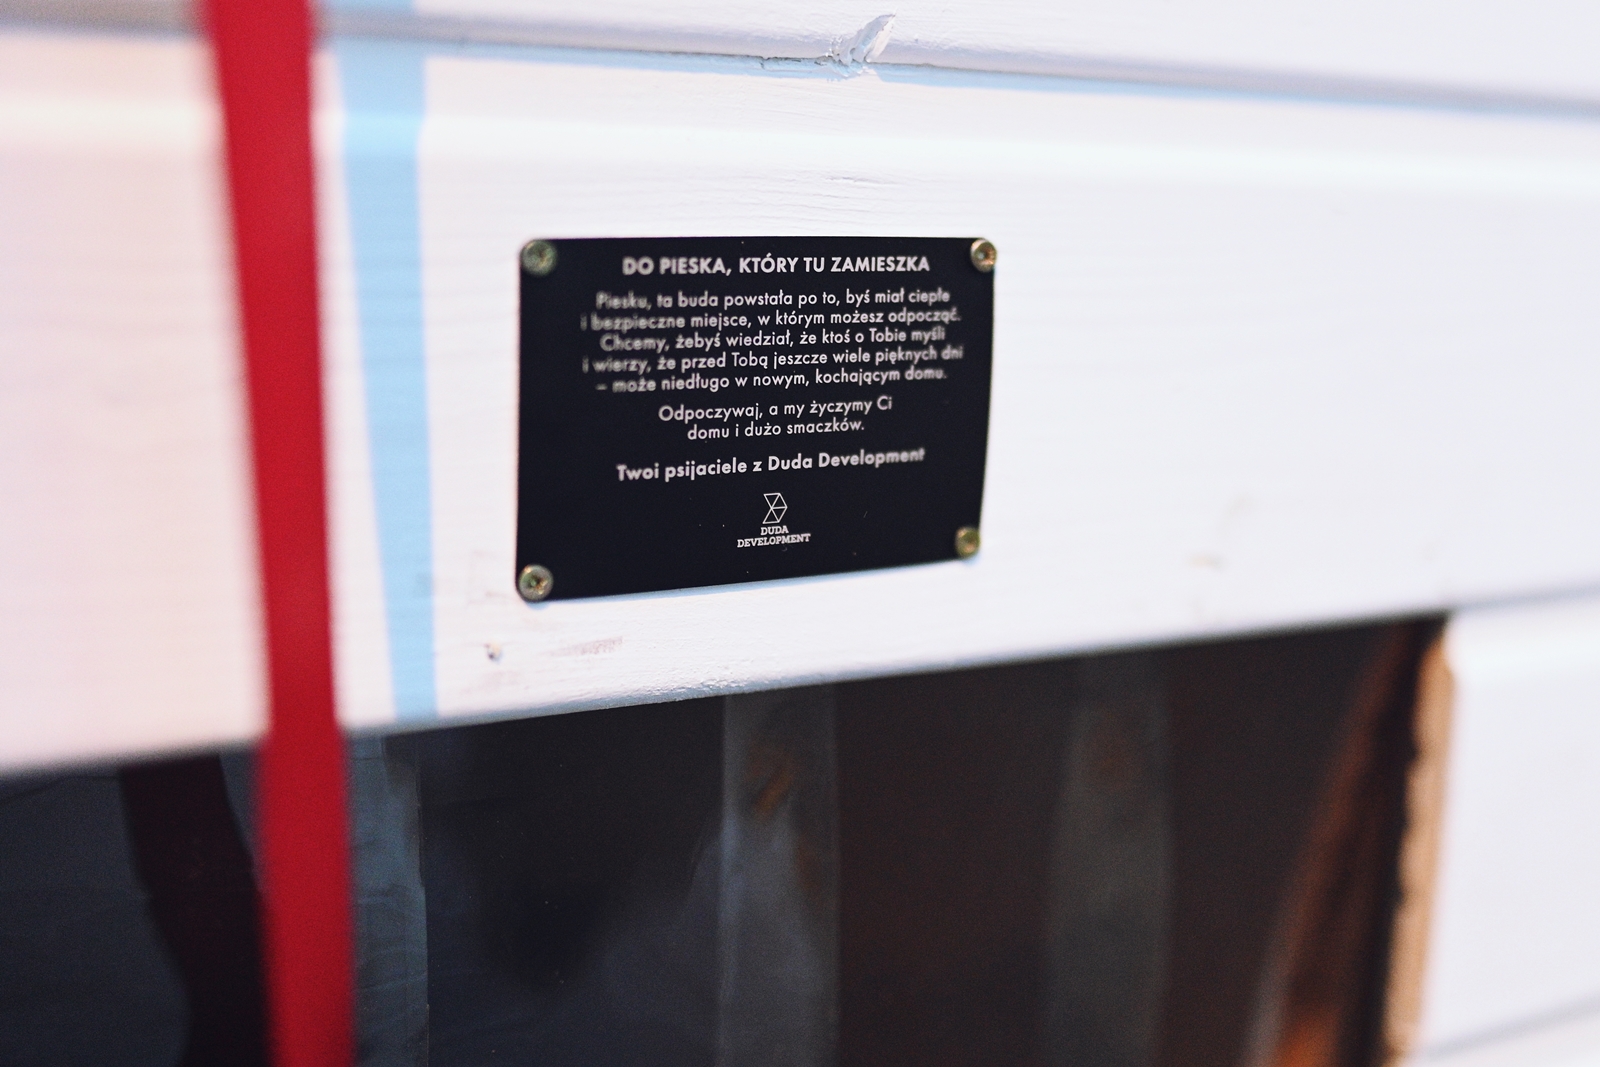 DO PIESKA, KTÓRY TU ZAMIESZKA
Piesku, ta buda powstała po to, byś miał ciepłe
i bezpieczne miejsce, w którym możesz odpocząć.
Chcemy, żebyś wiedział, że ktoś o Tobie myśli
i wierzy, że przed Tobą jeszcze wiele pięknych dni
– może niedługo w nowym, kochającym domu.
Odpoczywaj, a my życzymy Ci
domu i dużo smaczków.
Twoi psijaciele z Duda Development
DUDA
DEVELOPMENT